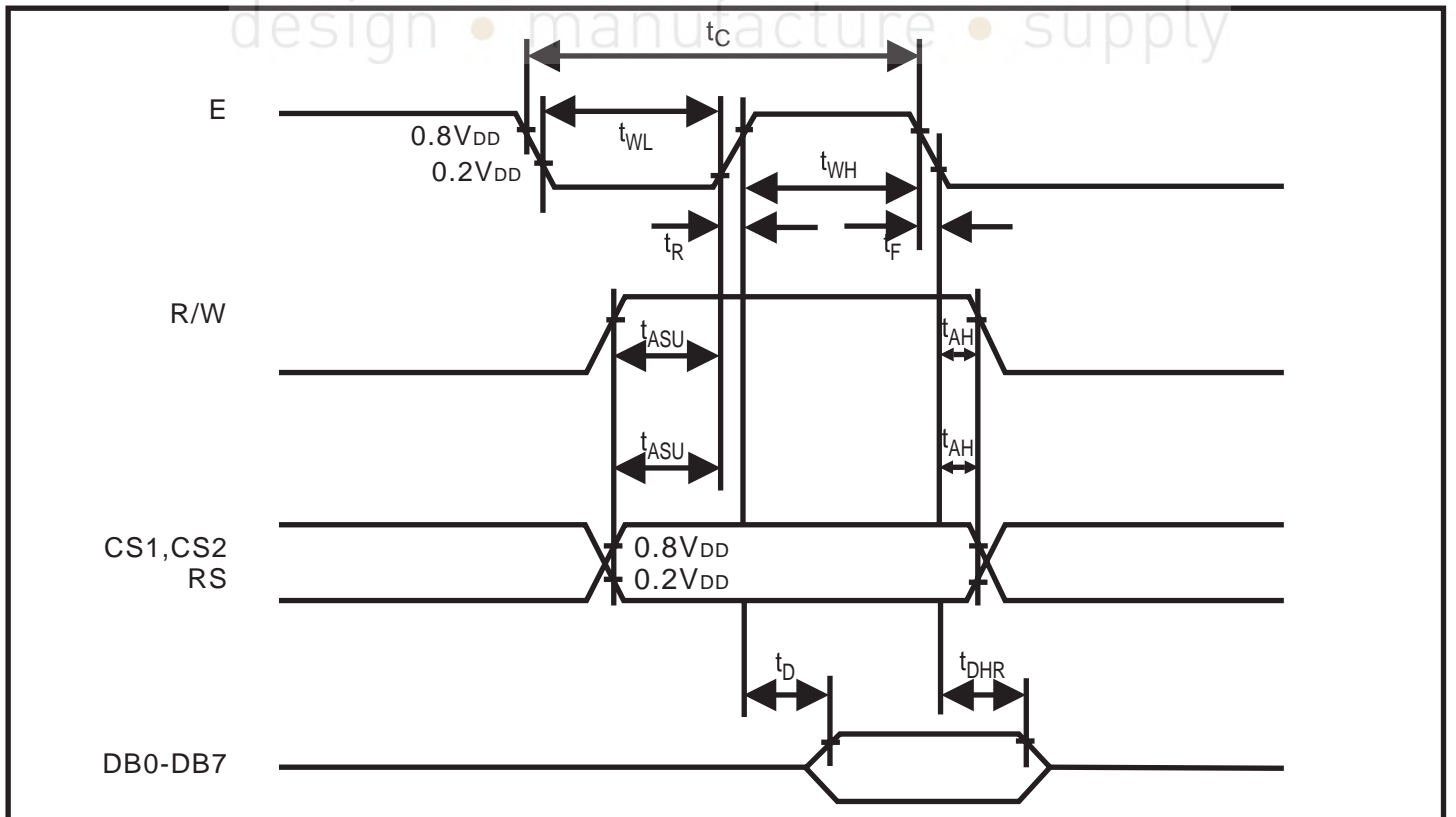 design • manufacture • supply
tC
E
0.8VDD
tWL
0.2VDD
tWH
tR
tF
R/W
tASU
tAH
tASU
tAH
CS1,CS2
RS
0.8VDD
0.2VDD
tD
tDHR
DB0-DB7